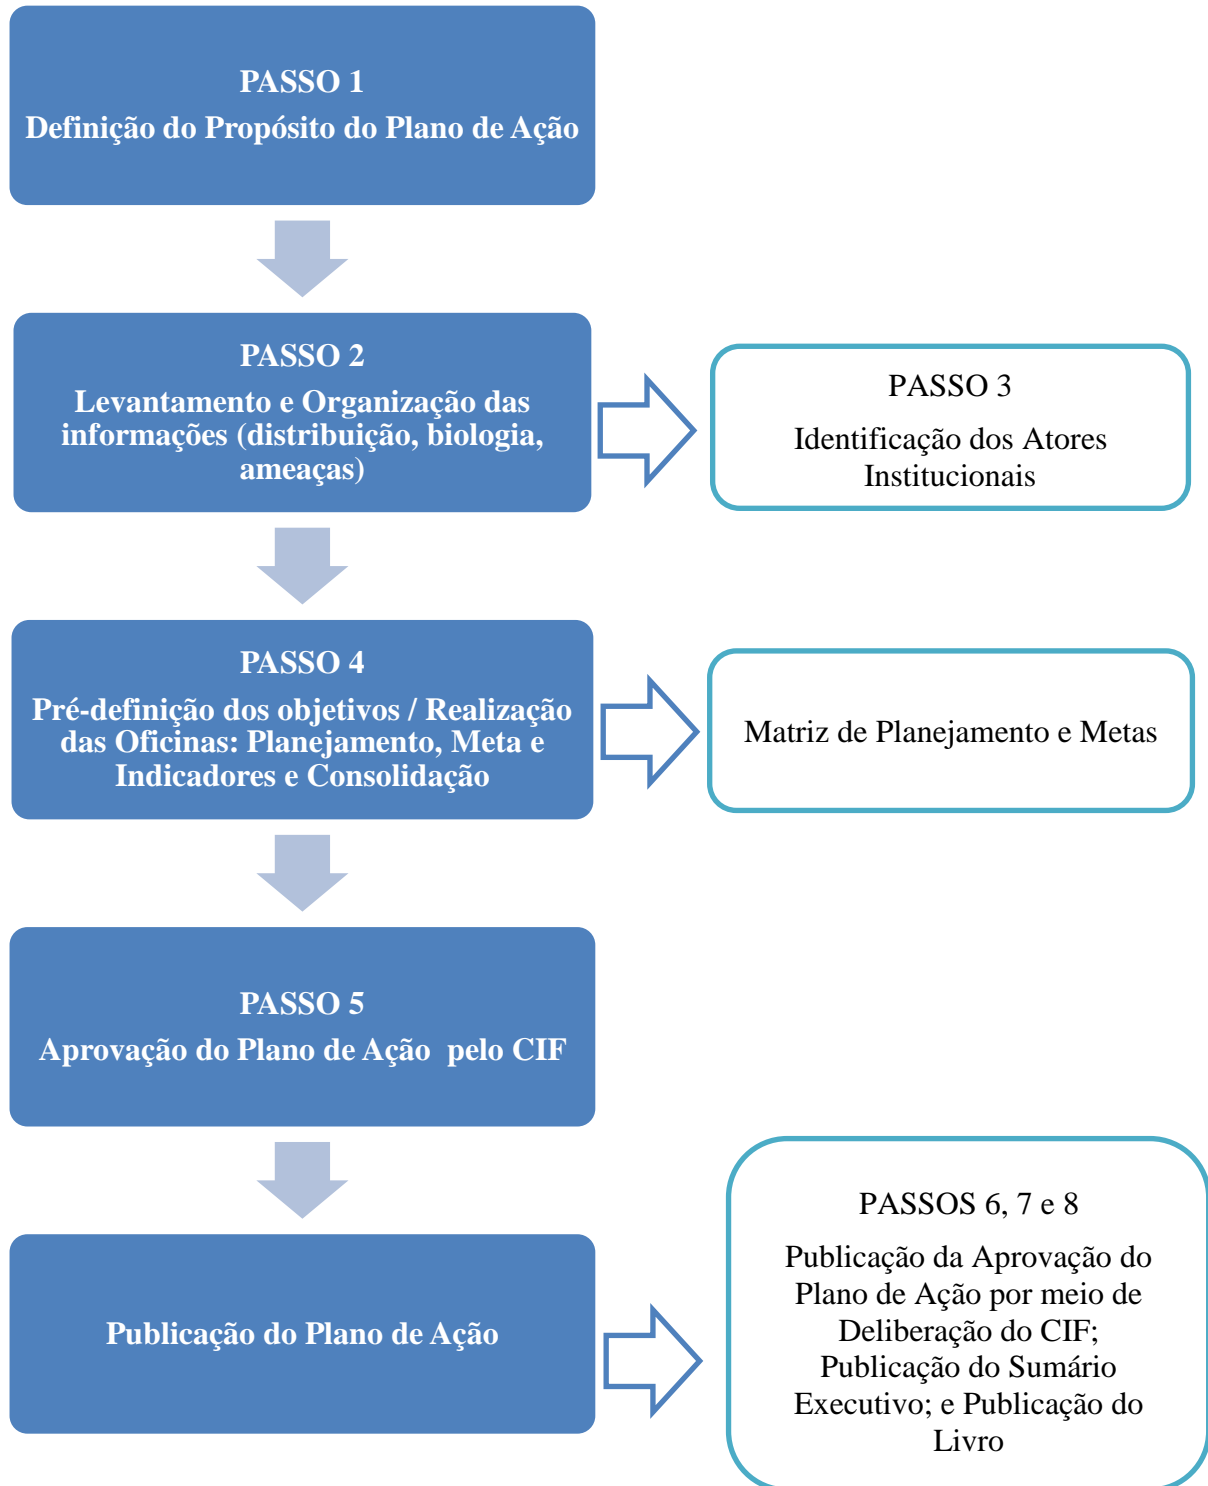 PASSO 1
Definição do Propósito do Plano de Ação
PASSO 2
Levantamento e Organização das
informações (distribuição, biologia,
ameaças)
PASSO 3
Identificação dos Atores
Institucionais
PASSO 4
Pré-definição dos objetivos / Realização
das Oficinas: Planejamento, Meta e
Indicadores e Consolidação
Matriz de Planejamento e Metas
PASSO 5
Aprovação do Plano de Ação  pelo CIF
Publicação do Plano de Ação
PASSOS 6, 7 e 8
Publicação da Aprovação do
Plano de Ação por meio de
Deliberação do CIF;
Publicação do Sumário
Executivo; e Publicação do
Livro